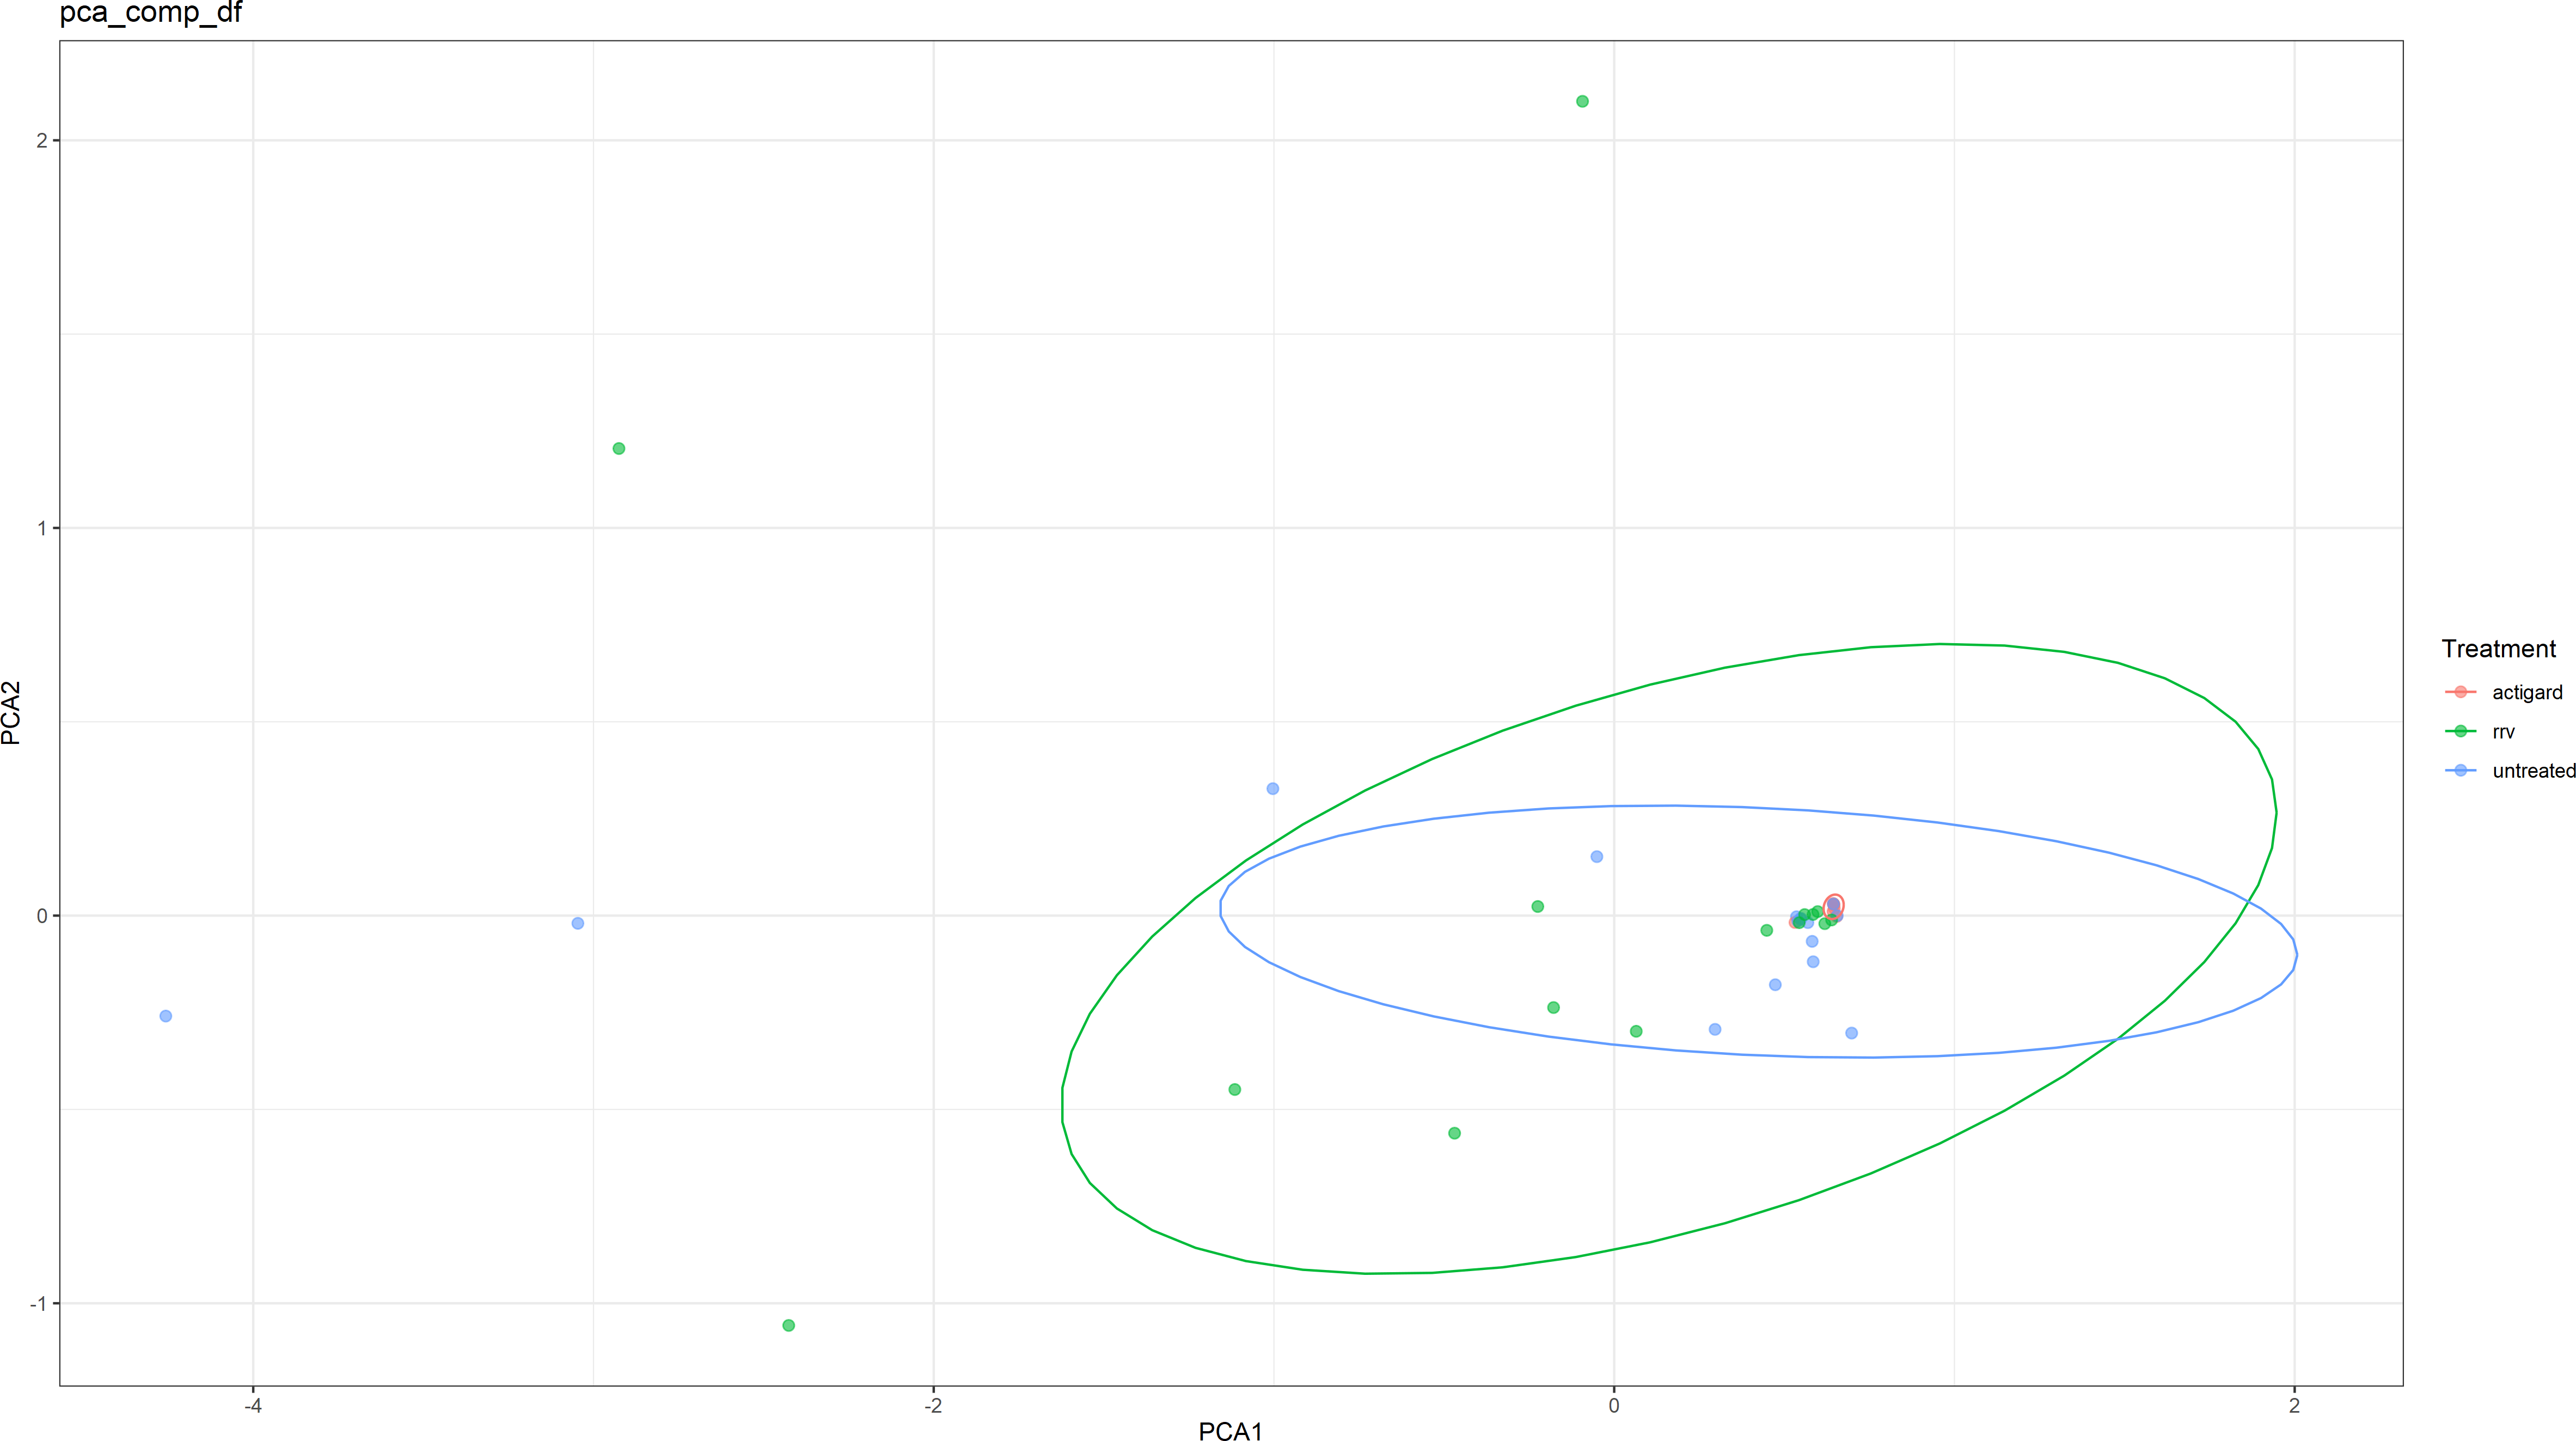 pca_comp_df
2
1
0
-1
PCA2
-4
-2
0
2
PCA1
Treatment
actigard
rrv
untreated